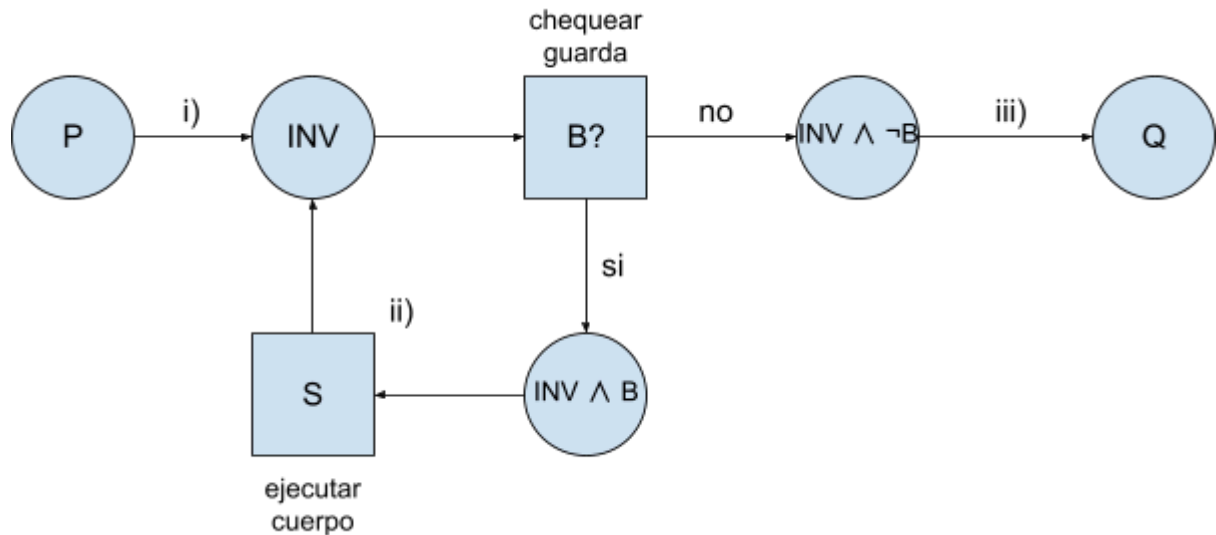 chequear
guarda
P
i)
INV
B?
no
INV ∧ ¬B
iii)
Q
si
ii)
S
INV ∧ B
ejecutar
cuerpo